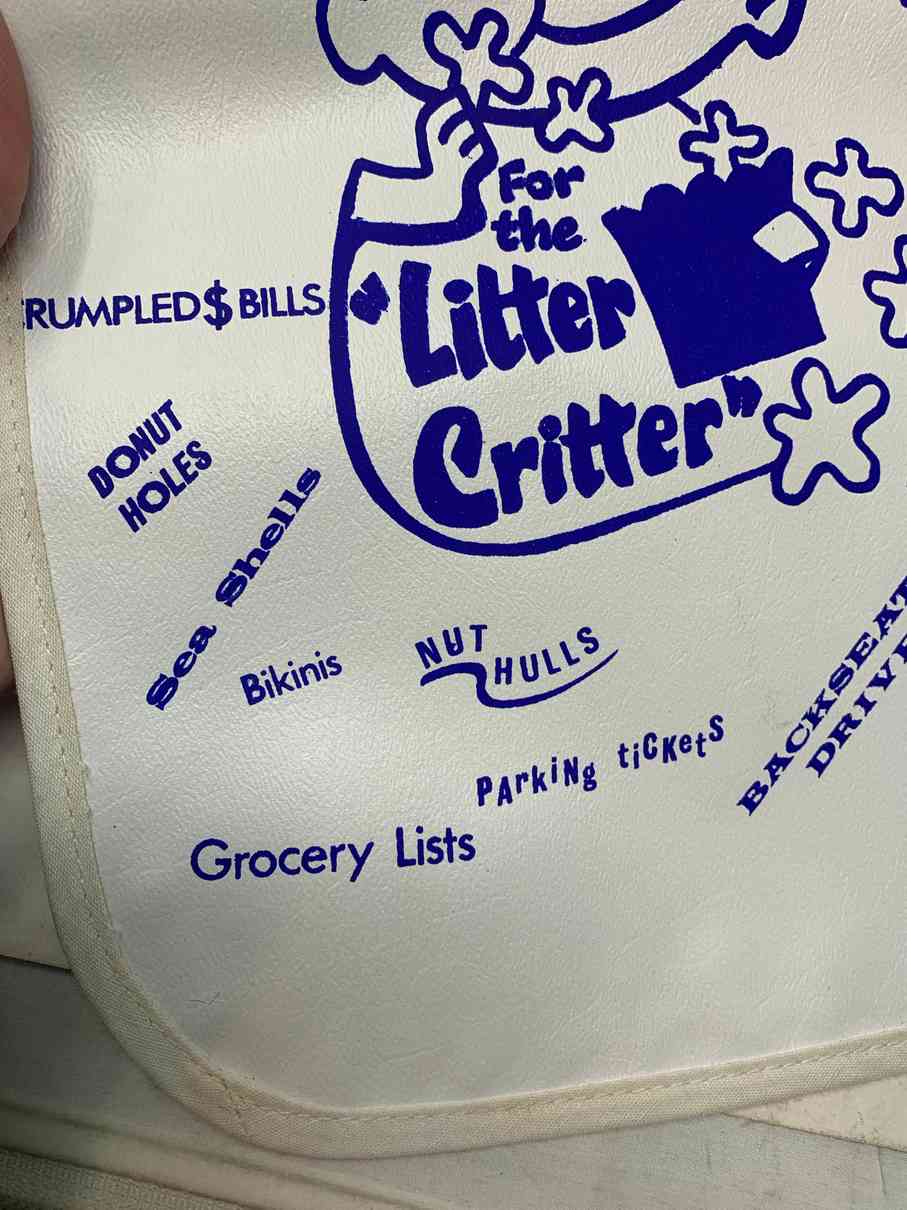 For
the
"Litter
Critter"
RUMPLED $ BILLS
DONUT
HOLES
Sea Shells
Bikinis
NUT
HULLS
PArkiNg tiCKetS
Grocery Lists
BACKSEAT